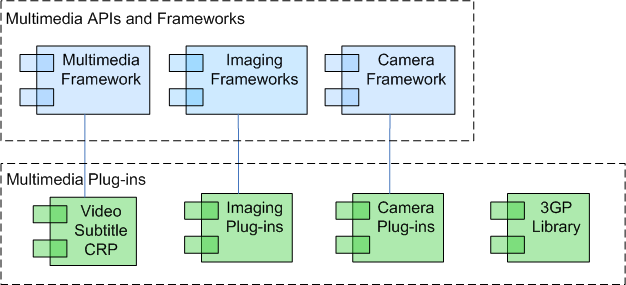 Multimedia APIs and Frameworks
Multimedia
Framework
Imaging
Frameworks
Camera
Framework
Multimedia Plug-ins
Video
Subtitle
CRP
Imaging
Plug-ins
Camera
Plug-ins
3GP
Library